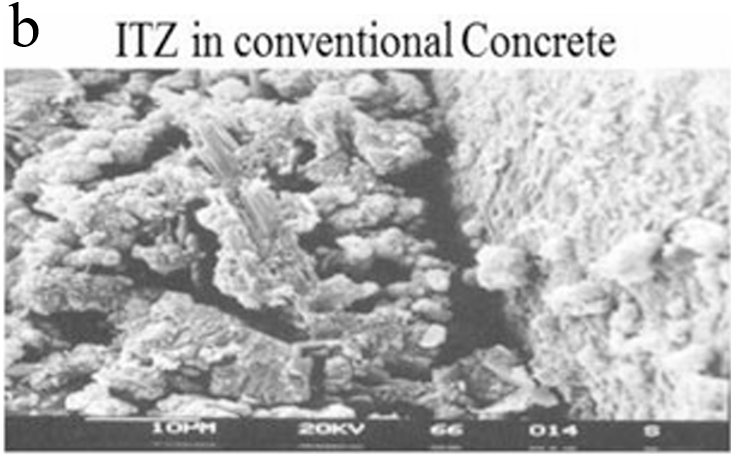 b ITZ in conventional Concrete
10PM 20KV 66 014 S